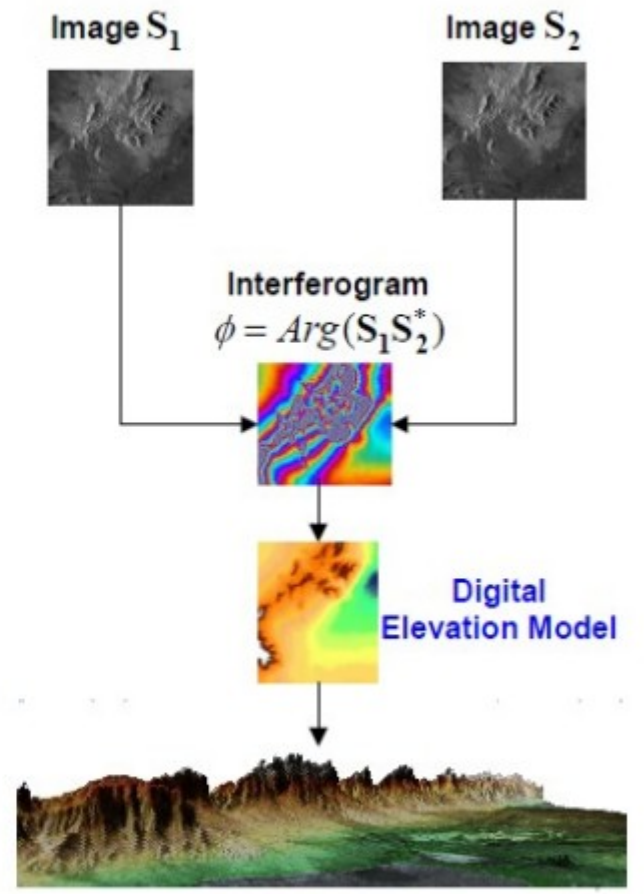 Image S₁
Image S₂
Interferogram
ϕ = Arg(S₁S₂*)
Digital
Elevation Model